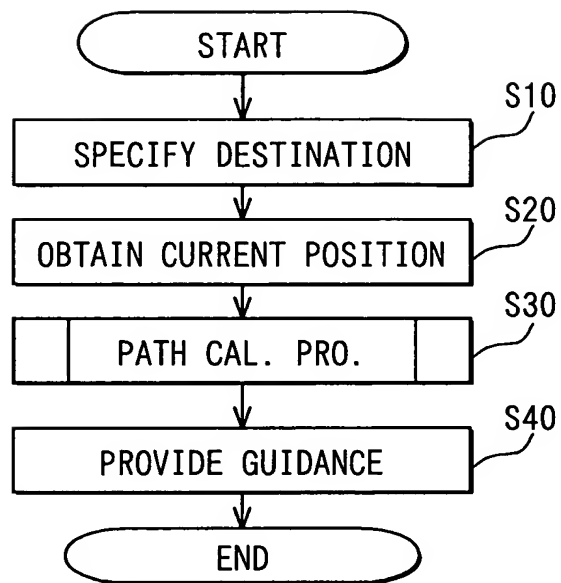 START
S10
SPECIFY DESTINATION
S20
OBTAIN CURRENT POSITION
S30
PATH CAL. PRO.
S40
PROVIDE GUIDANCE
END